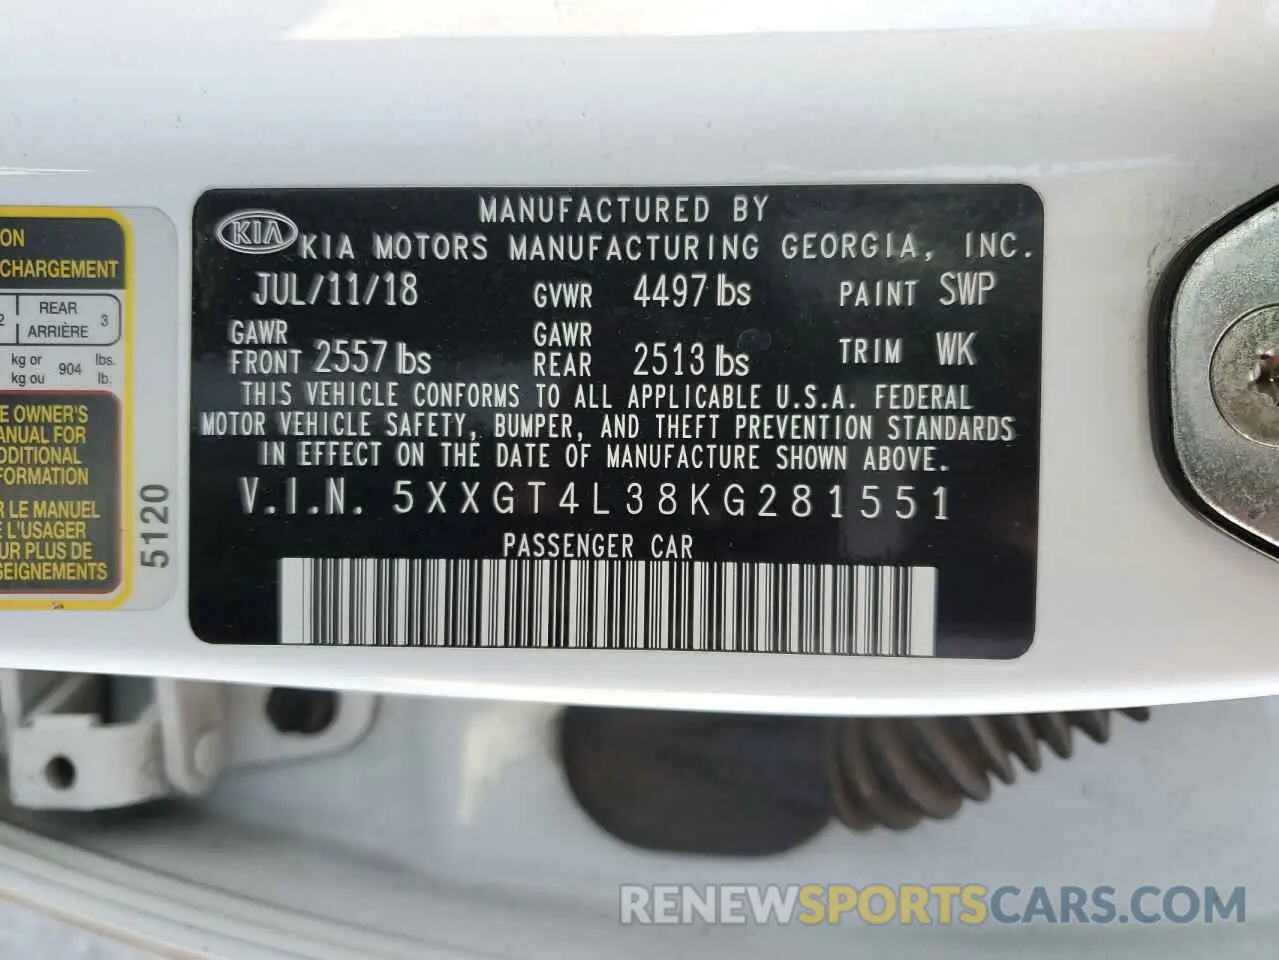 MANUFACTURED BY
KIA KIA MOTORS MANUFACTURING GEORGIA, INC.
JUL/11/18 GVWR 4497 lbs PAINT SWP
GAWR FRONT 2557 lbs GAWR REAR 2513 lbs TRIM WK
THIS VEHICLE CONFORMS TO ALL APPLICABLE U.S.A. FEDERAL
MOTOR VEHICLE SAFETY, BUMPER, AND THEFT PREVENTION STANDARDS
IN EFFECT ON THE DATE OF MANUFACTURE SHOWN ABOVE.
V.I.N. 5XXGT4L38KG281551
PASSENGER CAR
ON
CHARGEMENT
2 REAR ARRIÈRE 3
kg or 904 lbs.
kg ou lb.
E OWNER'S
ANUAL FOR
DDITIONAL
FORMATION
R LE MANUEL
E L'USAGER
UR PLUS DE
SEIGNEMENTS
5120
RENEWSPORTSCARS.COM